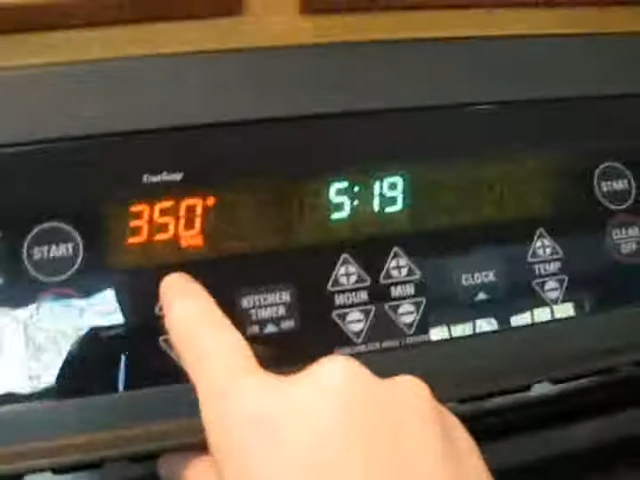 350°
5:19
START
START
KITCHEN
TIMER
HOUR
MIN
CLOCK
TEMP
CLEAR
OFF